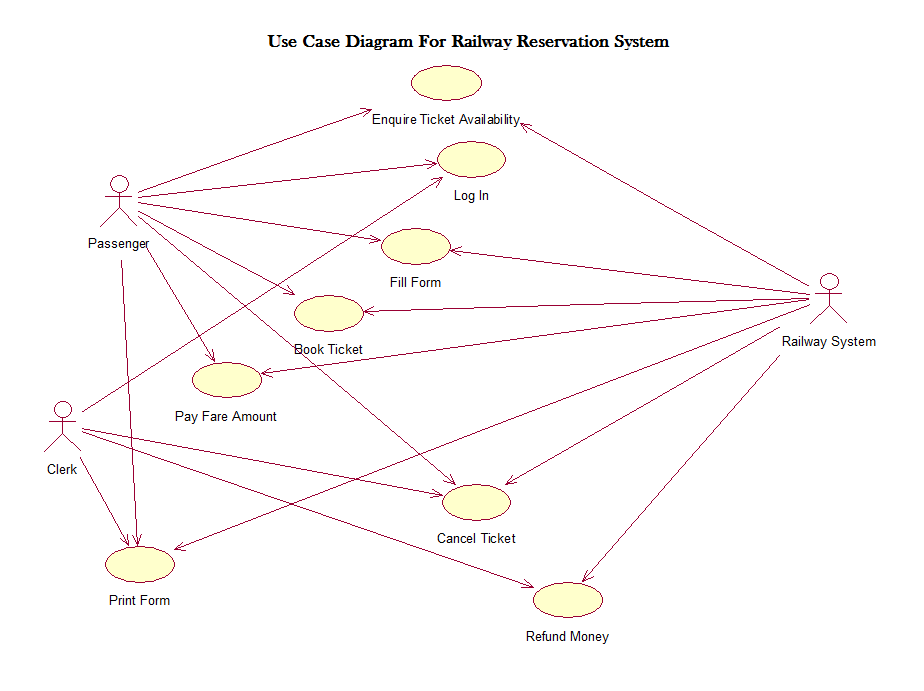 Use Case Diagram For Railway Reservation System
Enquire Ticket Availability
Log In
Passenger
Fill Form
Railway System
Book Ticket
Pay Fare Amount
Clerk
Cancel Ticket
Print Form
Refund Money